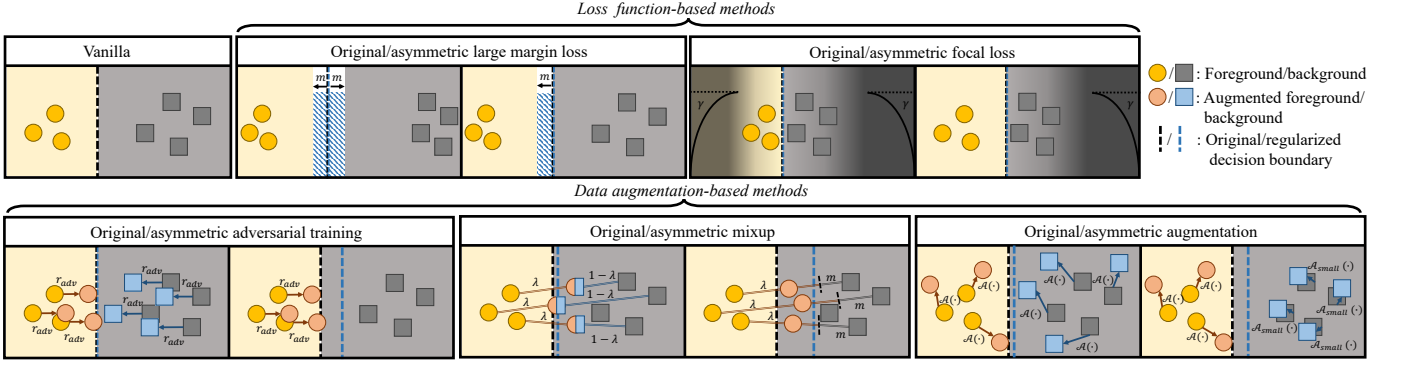 Loss function-based methods
Vanilla
Original/asymmetric large margin loss
Original/asymmetric focal loss
m m
m
γ γ
γ
: Foreground/background
: Augmented foreground/
background
: Original/regularized
decision boundary
Data augmentation-based methods
Original/asymmetric adversarial training
Original/asymmetric mixup
Original/asymmetric augmentation
r_adv r_adv
r_adv r_adv
r_adv r_adv r_adv
r_adv
r_adv
r_adv r_adv
λ 1 − λ
λ 1 − λ
λ
1 − λ
λ m
λ m
λ
m
𝒜(·) 𝒜(·) 𝒜(·)
𝒜(·)
𝒜(·) 𝒜(·)
𝒜(·) 𝒜(·)
𝒜(·)
𝒜_small(·)
𝒜_small(·)
𝒜_small(·) 𝒜_small(·)